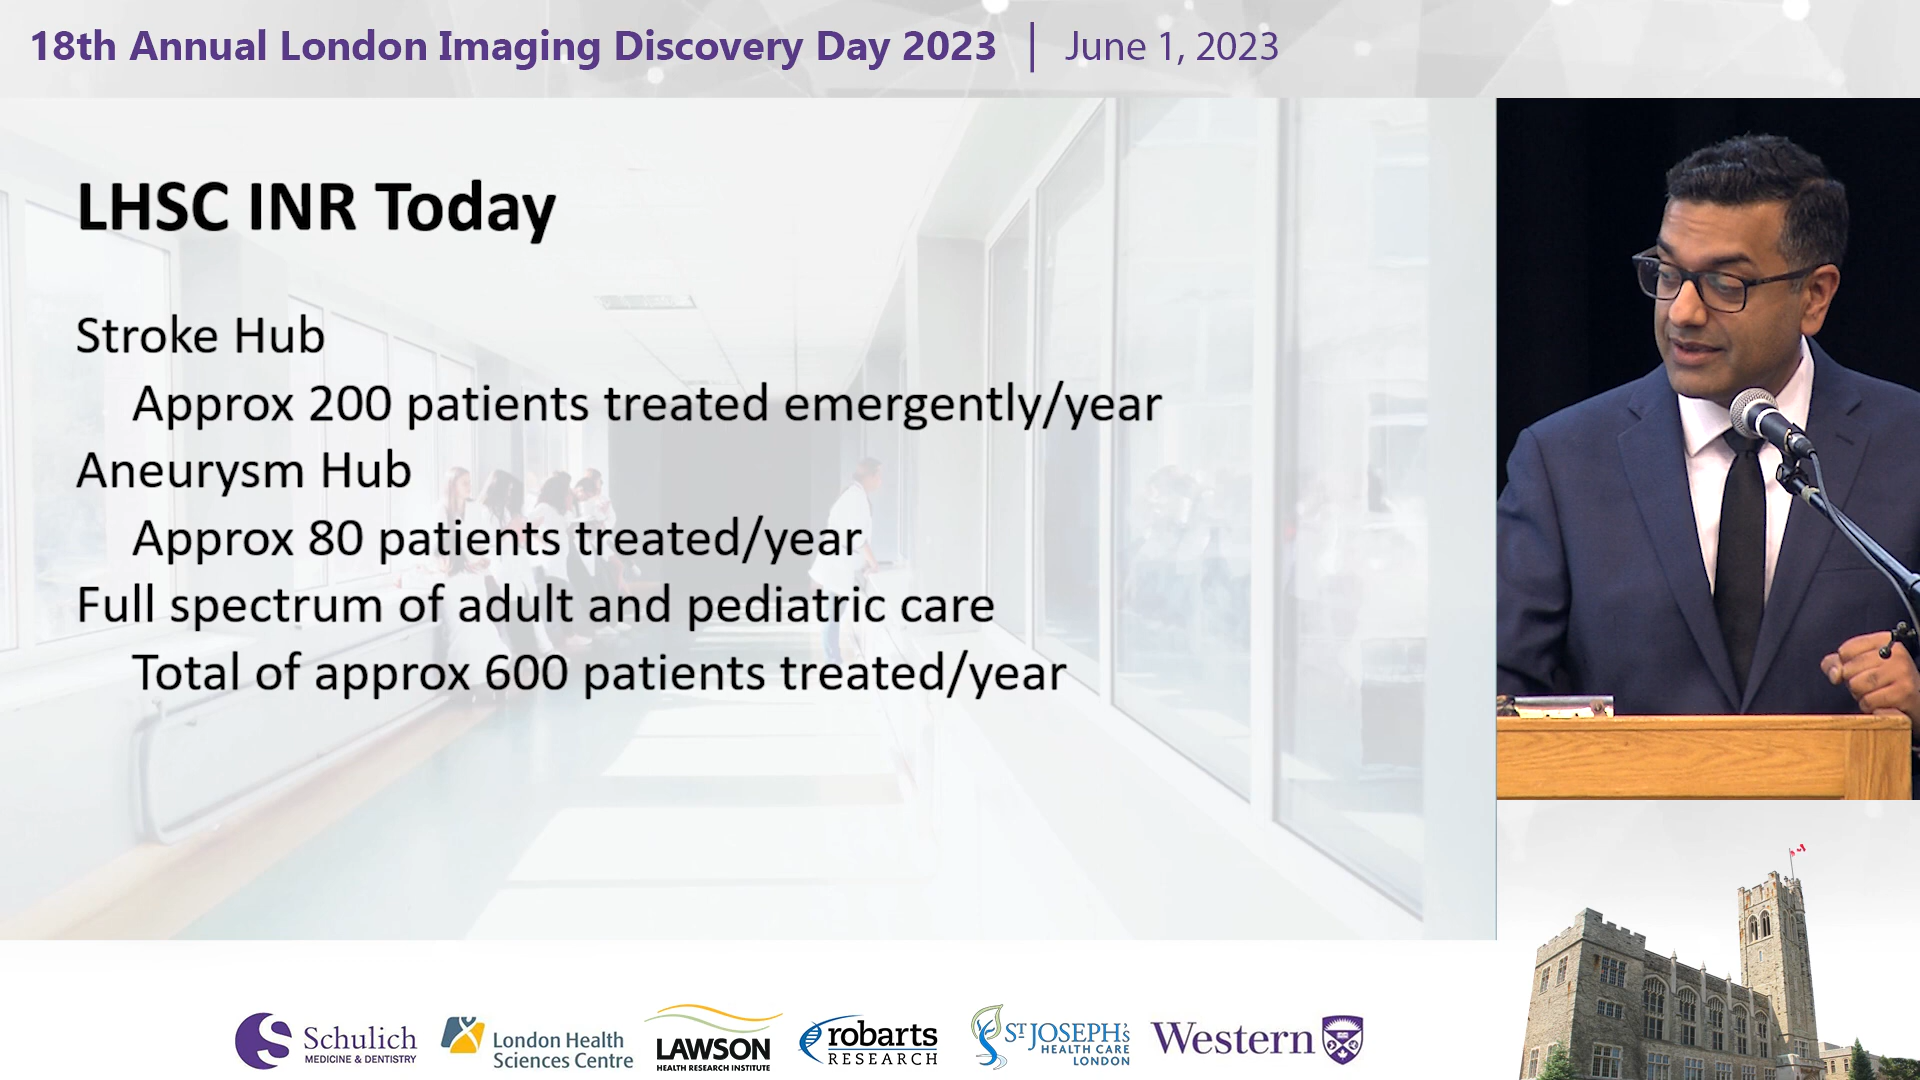 18th Annual London Imaging Discovery Day 2023 | June 1, 2023
LHSC INR Today
Stroke Hub
Approx 200 patients treated emergently/year
Aneurysm Hub
Approx 80 patients treated/year
Full spectrum of adult and pediatric care
Total of approx 600 patients treated/year
Schulich
MEDICINE & DENTISTRY
London Health
Sciences Centre
LAWSON
HEALTH RESEARCH INSTITUTE
robarts
RESEARCH
ST JOSEPH'S
HEALTH CARE
LONDON
Western